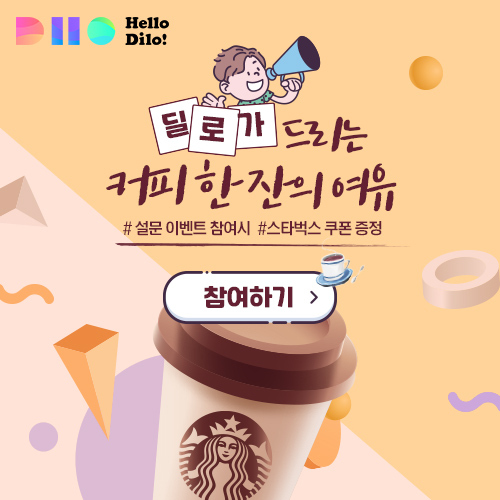 DIlO Hello
Dilo!
딜로가 드리는
커피 한 잔의 여유
# 설문 이벤트 참여시 #스타벅스 쿠폰 증정
참여하기 >